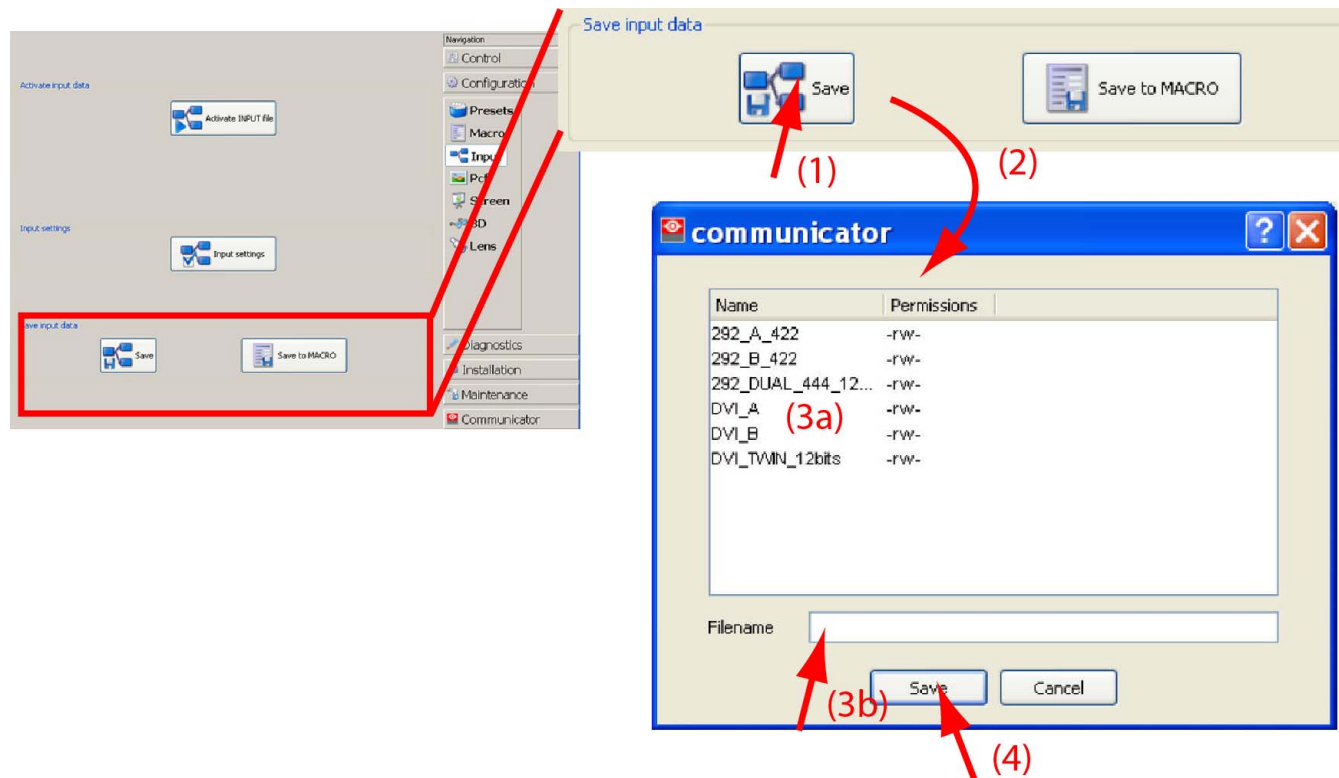 Navigation
Control
Configuration
Activate input data
Activate INPUT file
Presets
Macro
Input
Screen
3D
Lens
Input settings
Input settings
Save input data
Save
Save to MACRO
Diagnostics
Installation
Maintenance
Communicator
Save input data
Save
Save to MACRO
(1)
(2)
communicator
Name Permissions
292_A_422 -rw-
292_B_422 -rw-
292_DUAL_444_12... -rw-
DVI_A -rw-
(3a)
DVI_B -rw-
DVI_TWIN_12bits -rw-
Filename
Save Cancel
(3b)
(4)